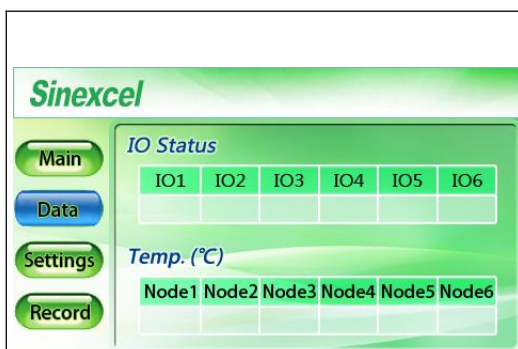 Sinexcel
Main
Data
Settings
Record
IO Status
IO1 IO2 IO3 IO4 IO5 IO6
Temp. (℃)
Node1 Node2 Node3 Node4 Node5 Node6